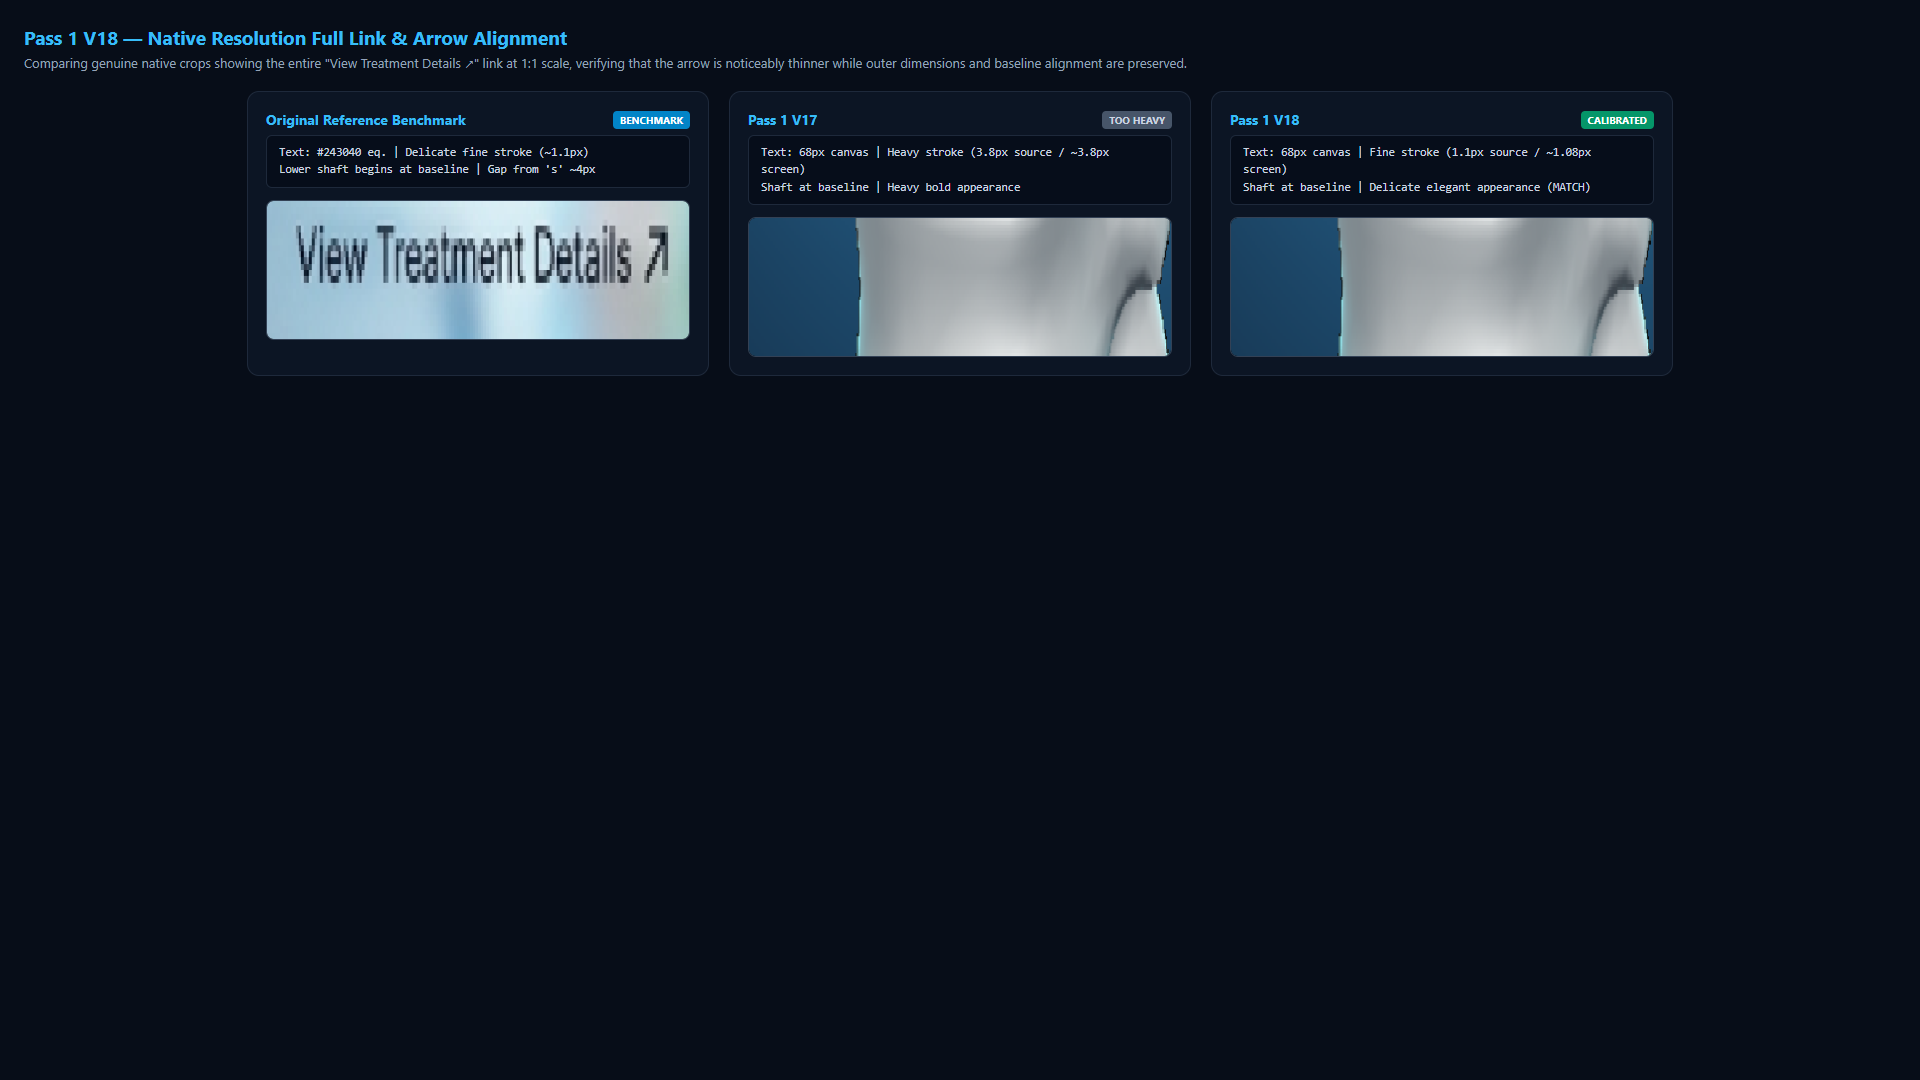 Pass 1 V18 — Native Resolution Full Link & Arrow Alignment
Comparing genuine native crops showing the entire "View Treatment Details ↗" link at 1:1 scale, verifying that the arrow is noticeably thinner while outer dimensions and baseline alignment are preserved.
Original Reference Benchmark
BENCHMARK
Text: #243040 eq. | Delicate fine stroke (~1.1px)
Lower shaft begins at baseline | Gap from 's' ~4px
View Treatment Details ↗
Pass 1 V17
TOO HEAVY
Text: 68px canvas | Heavy stroke (3.8px source / ~3.8px
screen)
Shaft at baseline | Heavy bold appearance
Pass 1 V18
CALIBRATED
Text: 68px canvas | Fine stroke (1.1px source / ~1.08px
screen)
Shaft at baseline | Delicate elegant appearance (MATCH)